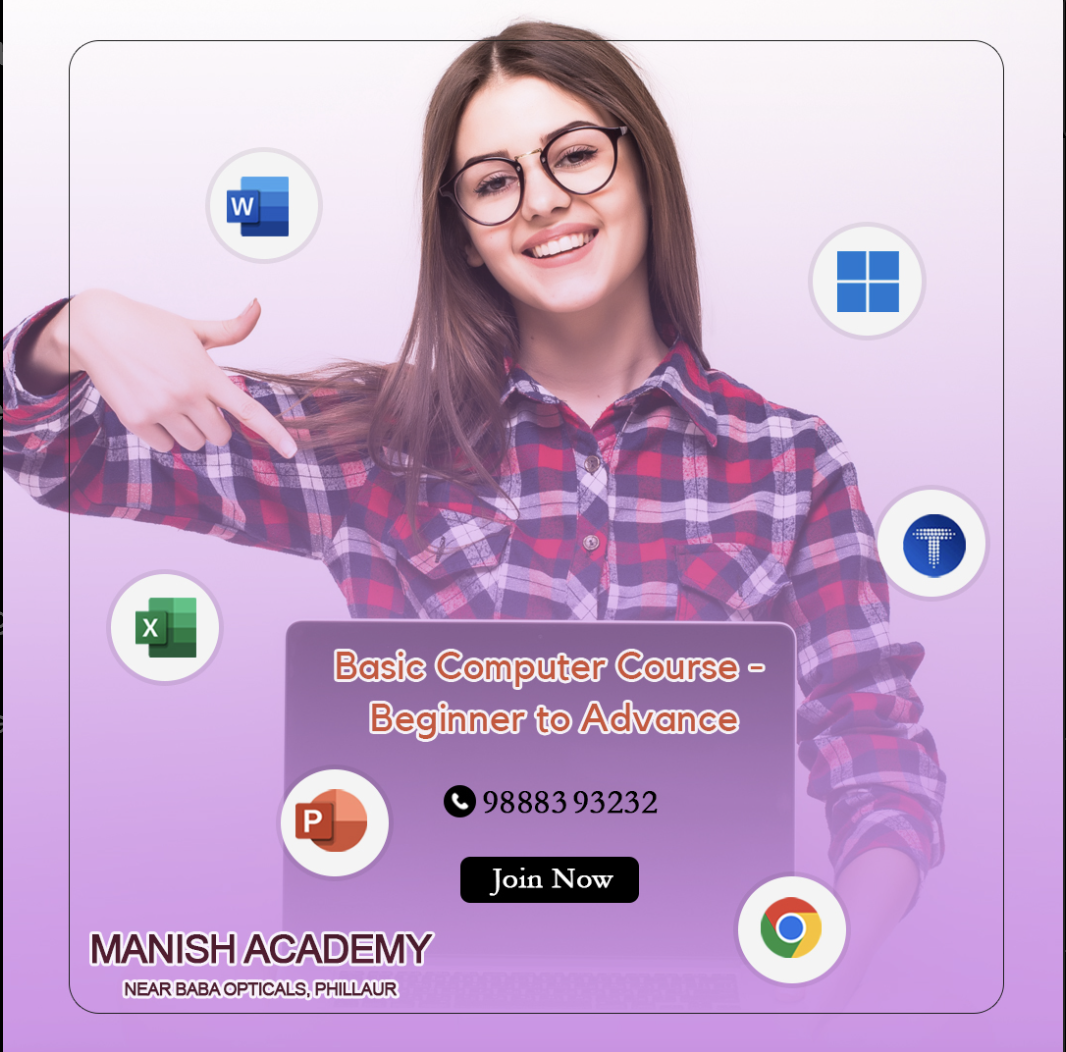 W
X
T
Basic Computer Course -
Beginner to Advance
P
98883 93232
Join Now
MANISH ACADEMY
NEAR BABA OPTICALS, PHILLAUR